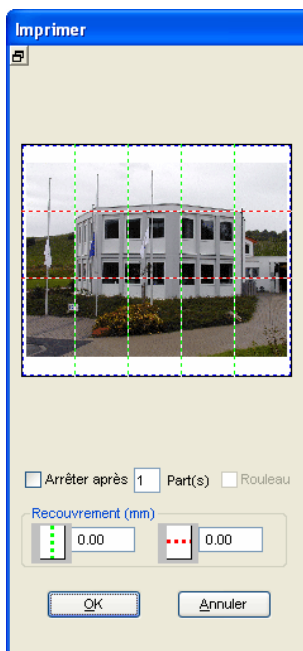 Imprimer
Arrêter après 1 Part(s) Rouleau
Recouvrement (mm)
0.00 0.00
OK Annuler